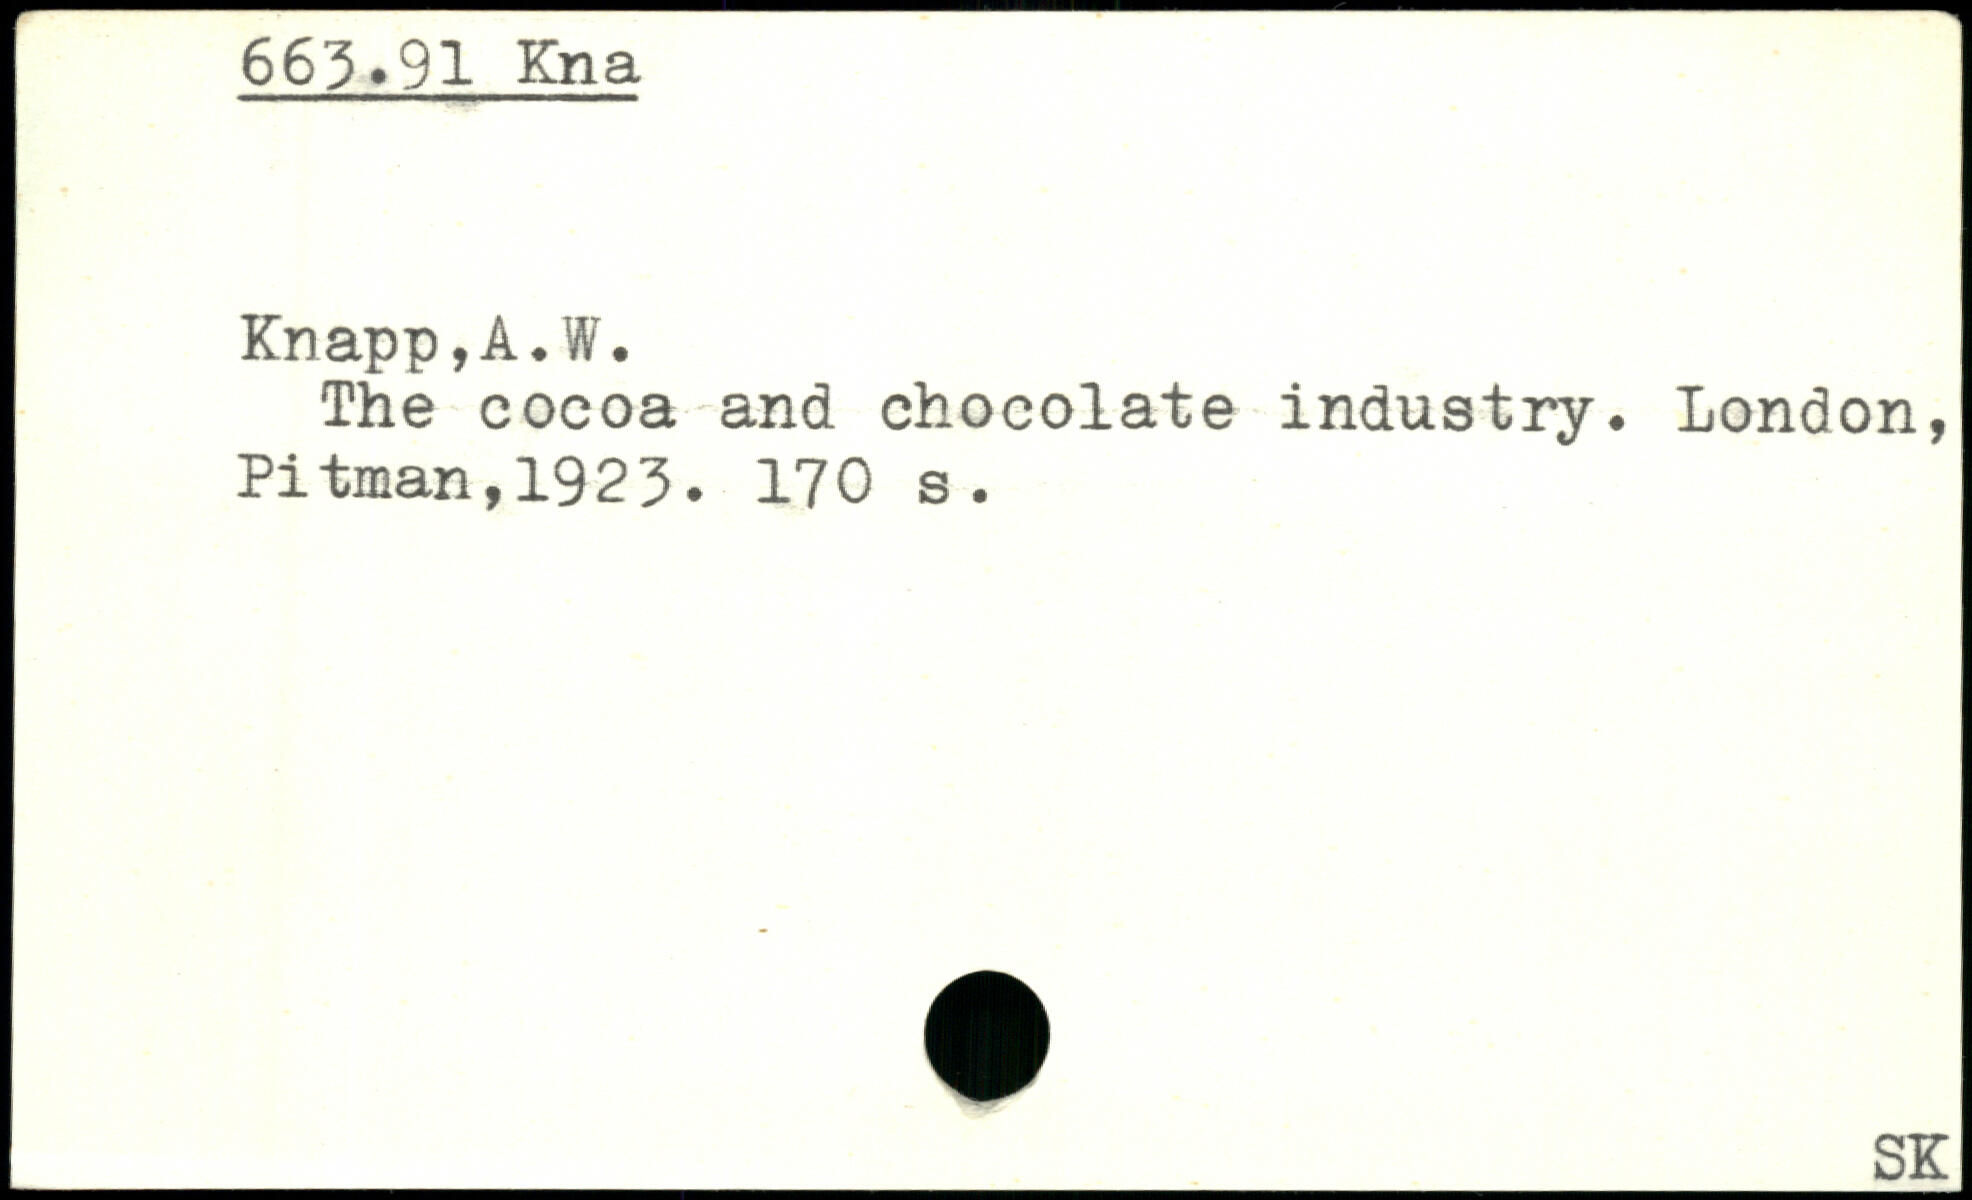 663.91 Kna
Knapp,A.W.
The cocoa and chocolate industry. London,
Pitman,1923. 170 s.
SK